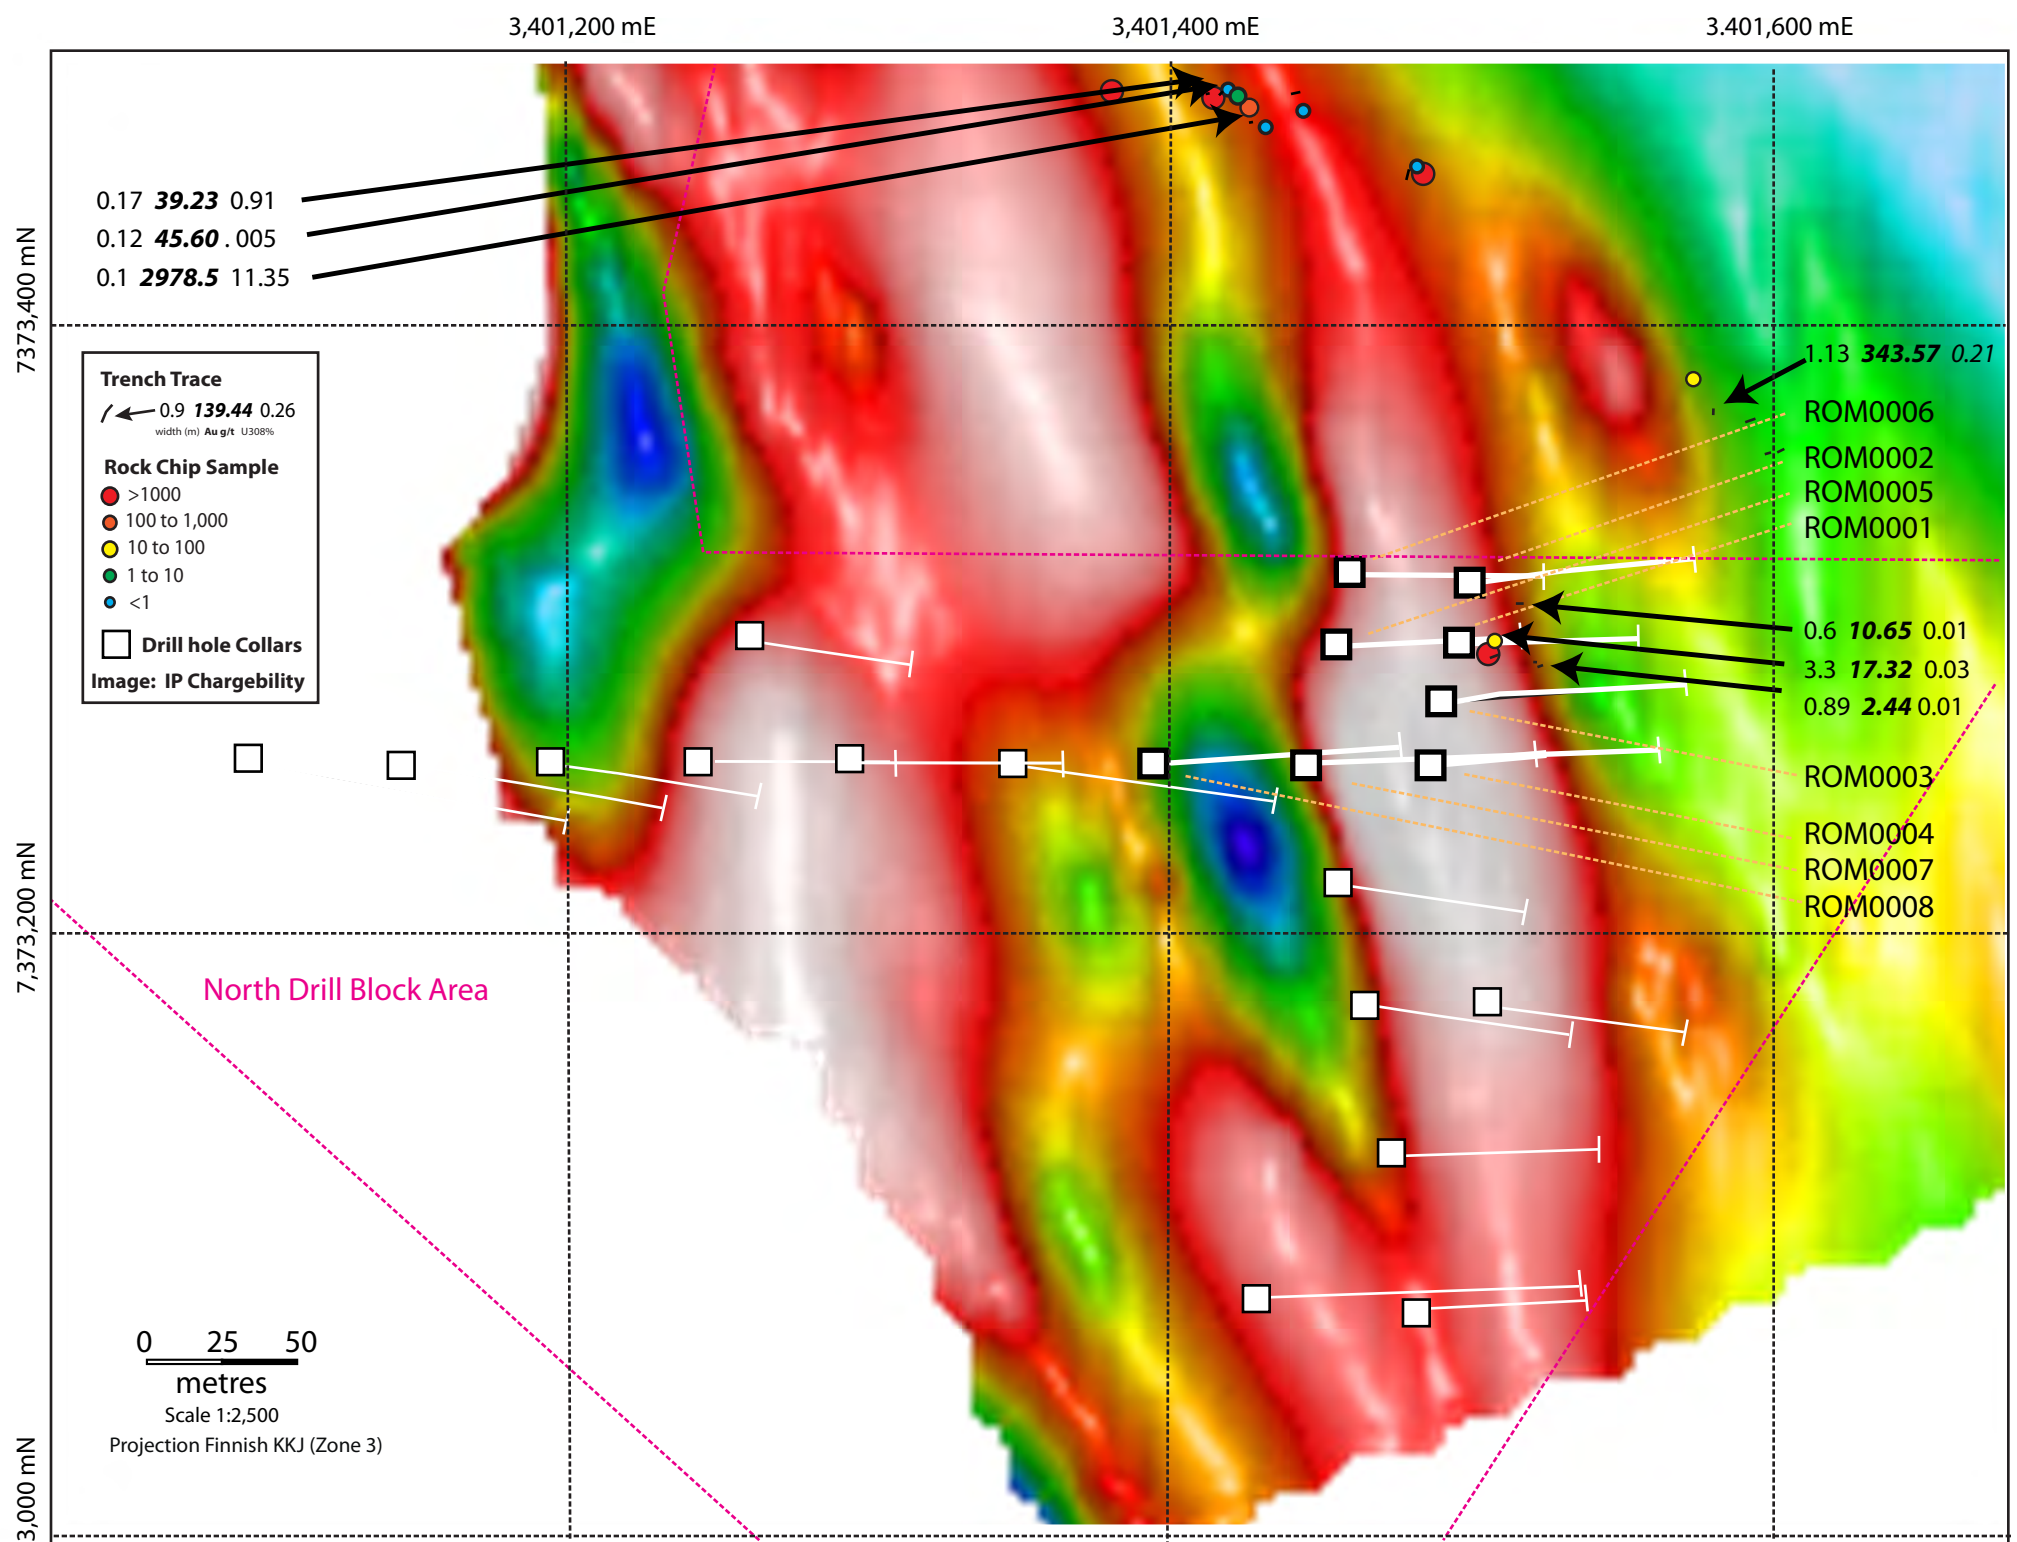 3,401,200 mE
3,401,400 mE
3.401,600 mE
0.17 39.23 0.91
0.12 45.60 .005
0.1 2978.5 11.35
7373,400 mN
1.13 343.57 0.21
Trench Trace
0.9 139.44 0.26
width (m) Au g/t U308%
Rock Chip Sample
>1000
100 to 1,000
10 to 100
1 to 10
<1
Drill hole Collars
Image: IP Chargebility
ROM0006
ROM0002
ROM0005
ROM0001
0.6 10.65 0.01
3.3 17.32 0.03
0.89 2.44 0.01
ROM0003
ROM0004
ROM0007
ROM0008
7,373,200 mN
North Drill Block Area
0 25 50
metres
Scale 1:2,500
Projection Finnish KKJ (Zone 3)
3,000 mN